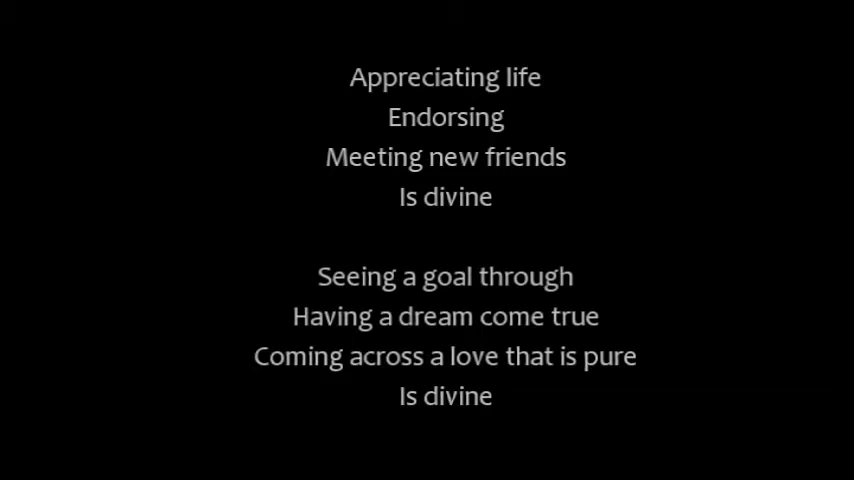 Appreciating life
Endorsing
Meeting new friends
Is divine
Seeing a goal through
Having a dream come true
Coming across a love that is pure
Is divine